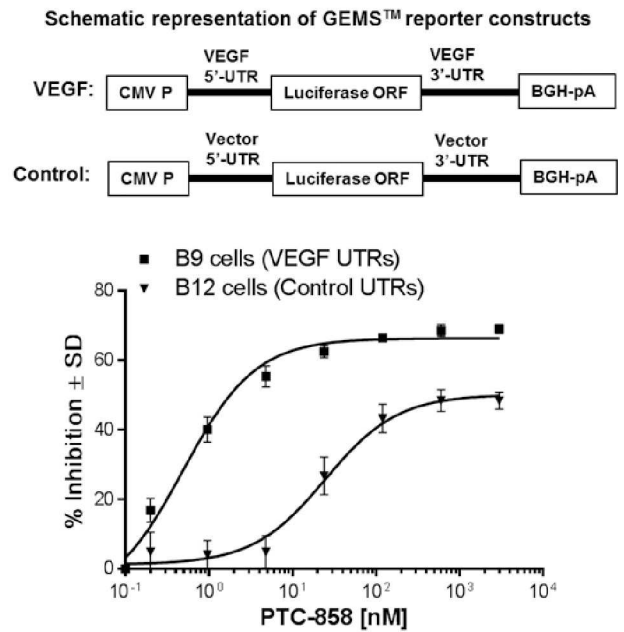 Schematic representation of GEMS™ reporter constructs
VEGF 5'-UTR
VEGF 3'-UTR
VEGF:
CMV P
Luciferase ORF
BGH-pA
Vector 5'-UTR
Vector 3'-UTR
Control:
CMV P
Luciferase ORF
BGH-pA
B9 cells (VEGF UTRs)
B12 cells (Control UTRs)
% Inhibition ± SD
80
60
40
20
0
10⁻¹ 10⁰ 10¹ 10² 10³ 10⁴
PTC-858 [nM]